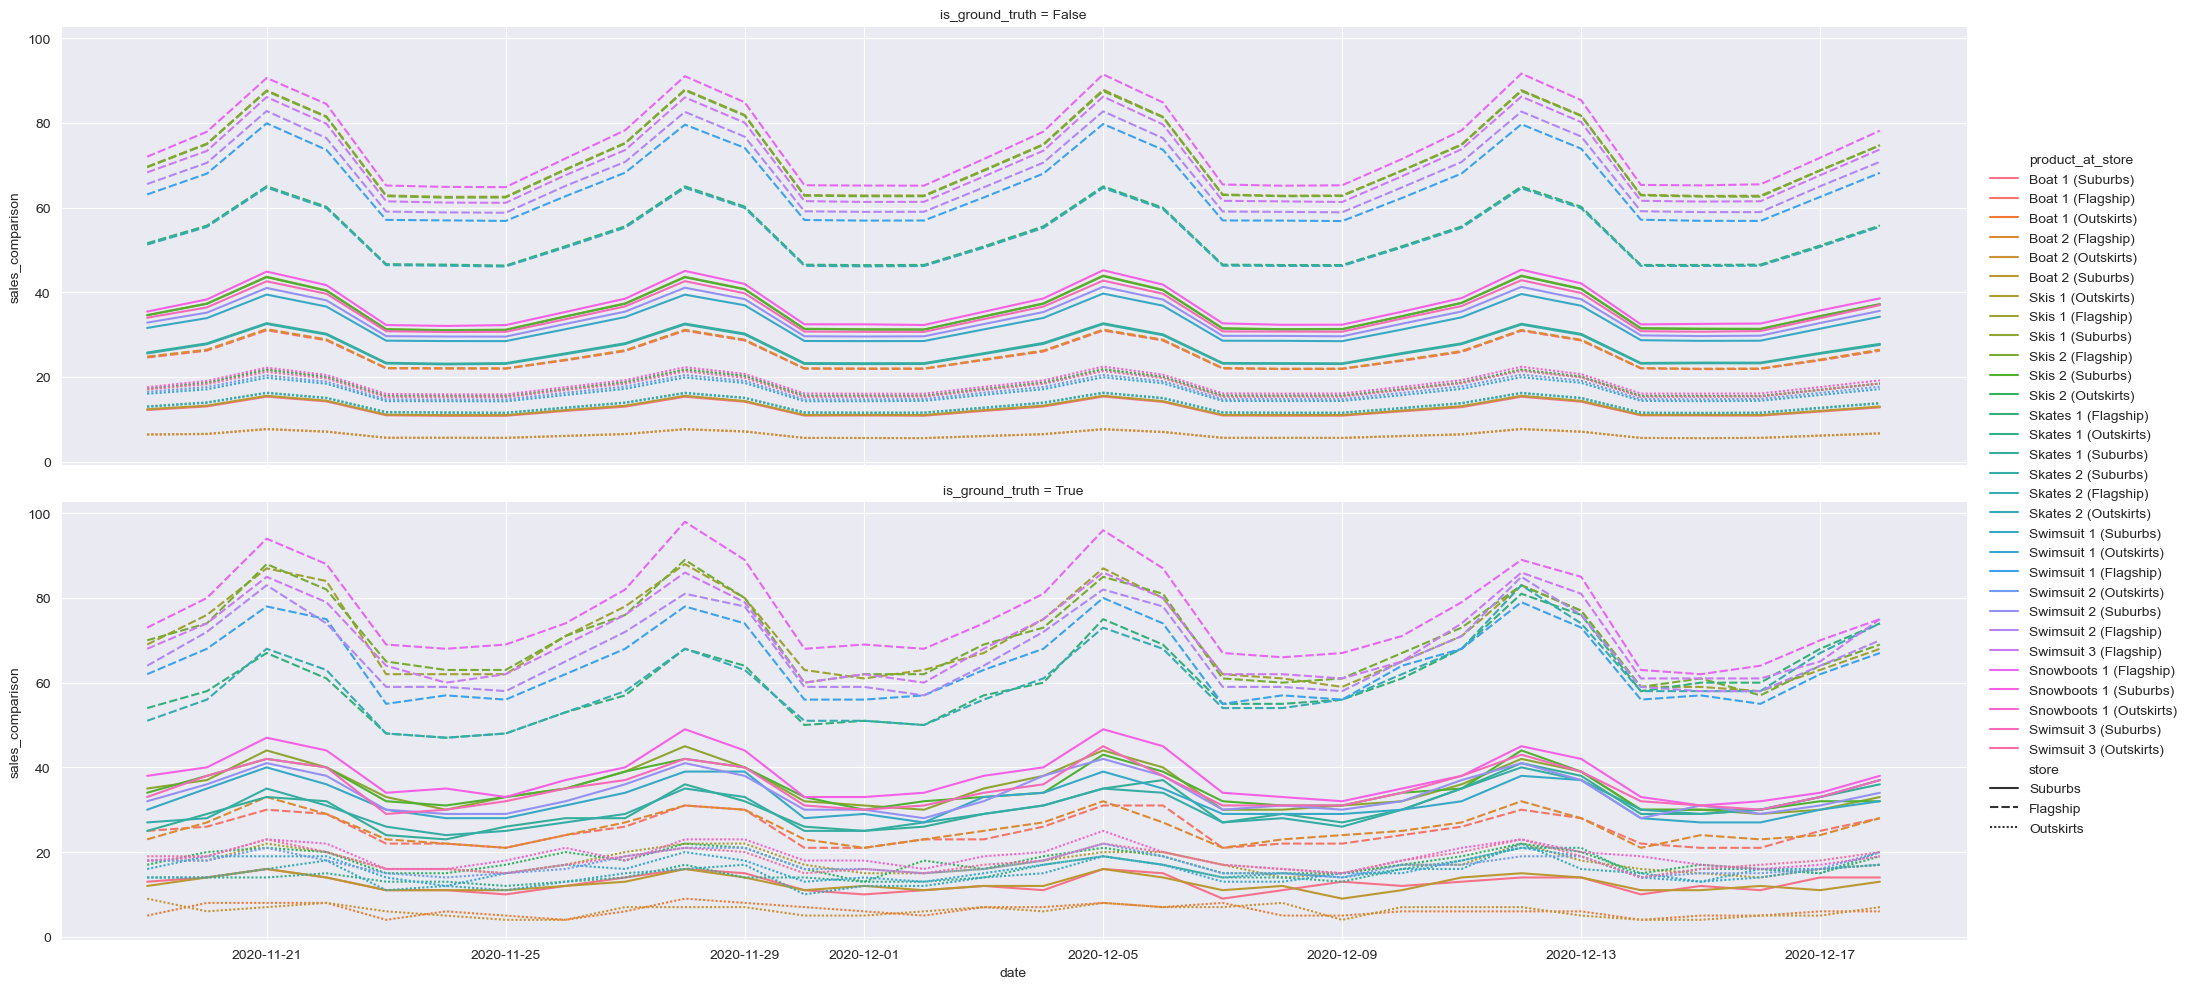 is_ground_truth = False
100
80
60
40
20
0
sales_comparison
is_ground_truth = True
100
80
60
40
20
0
sales_comparison
2020-11-21
2020-11-25
2020-11-29
2020-12-01
2020-12-05
2020-12-09
2020-12-13
2020-12-17
date
product_at_store
Boat 1 (Suburbs)
Boat 1 (Flagship)
Boat 1 (Outskirts)
Boat 2 (Flagship)
Boat 2 (Outskirts)
Boat 2 (Suburbs)
Skis 1 (Outskirts)
Skis 1 (Flagship)
Skis 1 (Suburbs)
Skis 2 (Flagship)
Skis 2 (Suburbs)
Skis 2 (Outskirts)
Skates 1 (Flagship)
Skates 1 (Outskirts)
Skates 1 (Suburbs)
Skates 2 (Suburbs)
Skates 2 (Flagship)
Skates 2 (Outskirts)
Swimsuit 1 (Suburbs)
Swimsuit 1 (Outskirts)
Swimsuit 1 (Flagship)
Swimsuit 2 (Outskirts)
Swimsuit 2 (Suburbs)
Swimsuit 2 (Flagship)
Swimsuit 3 (Flagship)
Snowboots 1 (Flagship)
Snowboots 1 (Suburbs)
Snowboots 1 (Outskirts)
Swimsuit 3 (Suburbs)
Swimsuit 3 (Outskirts)
store
Suburbs
Flagship
Outskirts